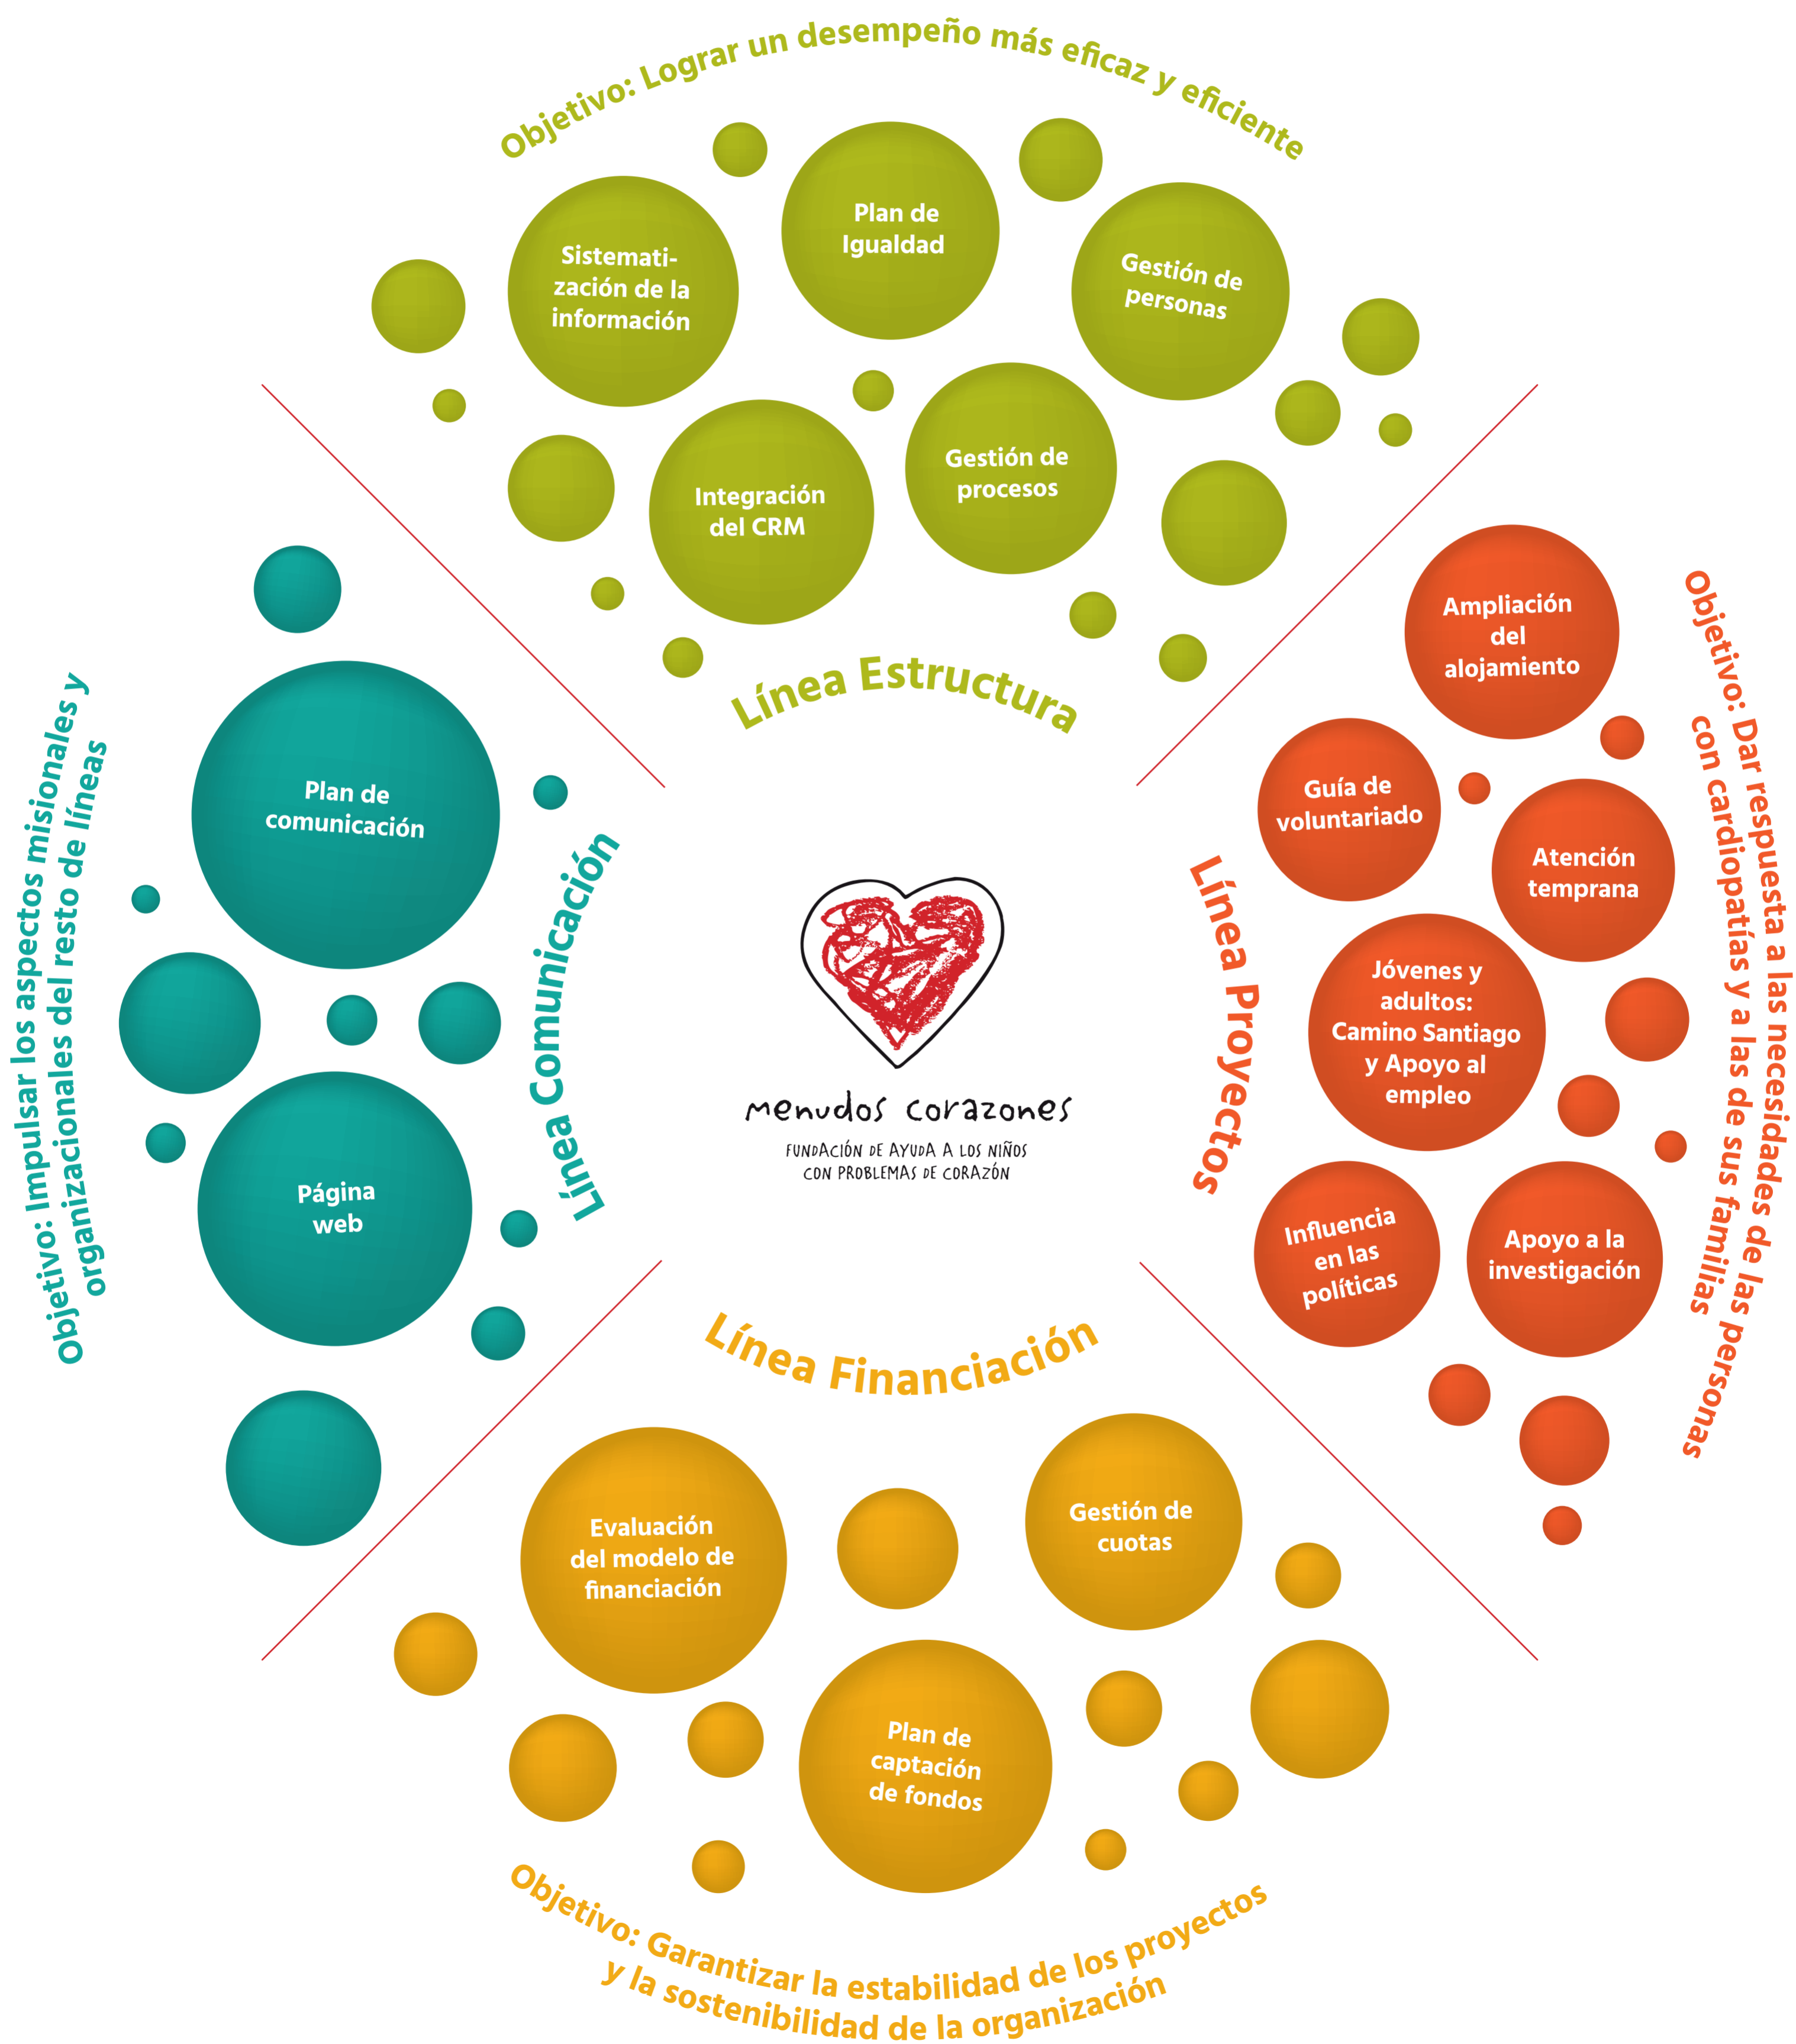 Objetivo: Lograr un desempeño más eficaz y eficiente
Sistemati-
zación de la
información
Plan de
Igualdad
Gestión de
personas
Integración
del CRM
Gestión de
procesos
Línea Estructura
Objetivo: Impulsar los aspectos misionales y
organizacionales del resto de líneas
Plan de
comunicación
Página
web
Línea Comunicación
menudos corazones
FUNDACIÓN DE AYUDA A LOS NIÑOS
CON PROBLEMAS DE CORAZÓN
Línea Proyectos
Ampliación
del
alojamiento
Guía de
voluntariado
Atención
temprana
Jóvenes y
adultos:
Camino Santiago
y Apoyo al
empleo
Influencia
en las
políticas
Apoyo a la
investigación
Objetivo: Dar respuesta a las necesidades de las personas
con cardiopatías y a las de sus familias
Línea Financiación
Evaluación
del modelo de
financiación
Gestión de
cuotas
Plan de
captación
de fondos
Objetivo: Garantizar la estabilidad de los proyectos
y la sostenibilidad de la organización